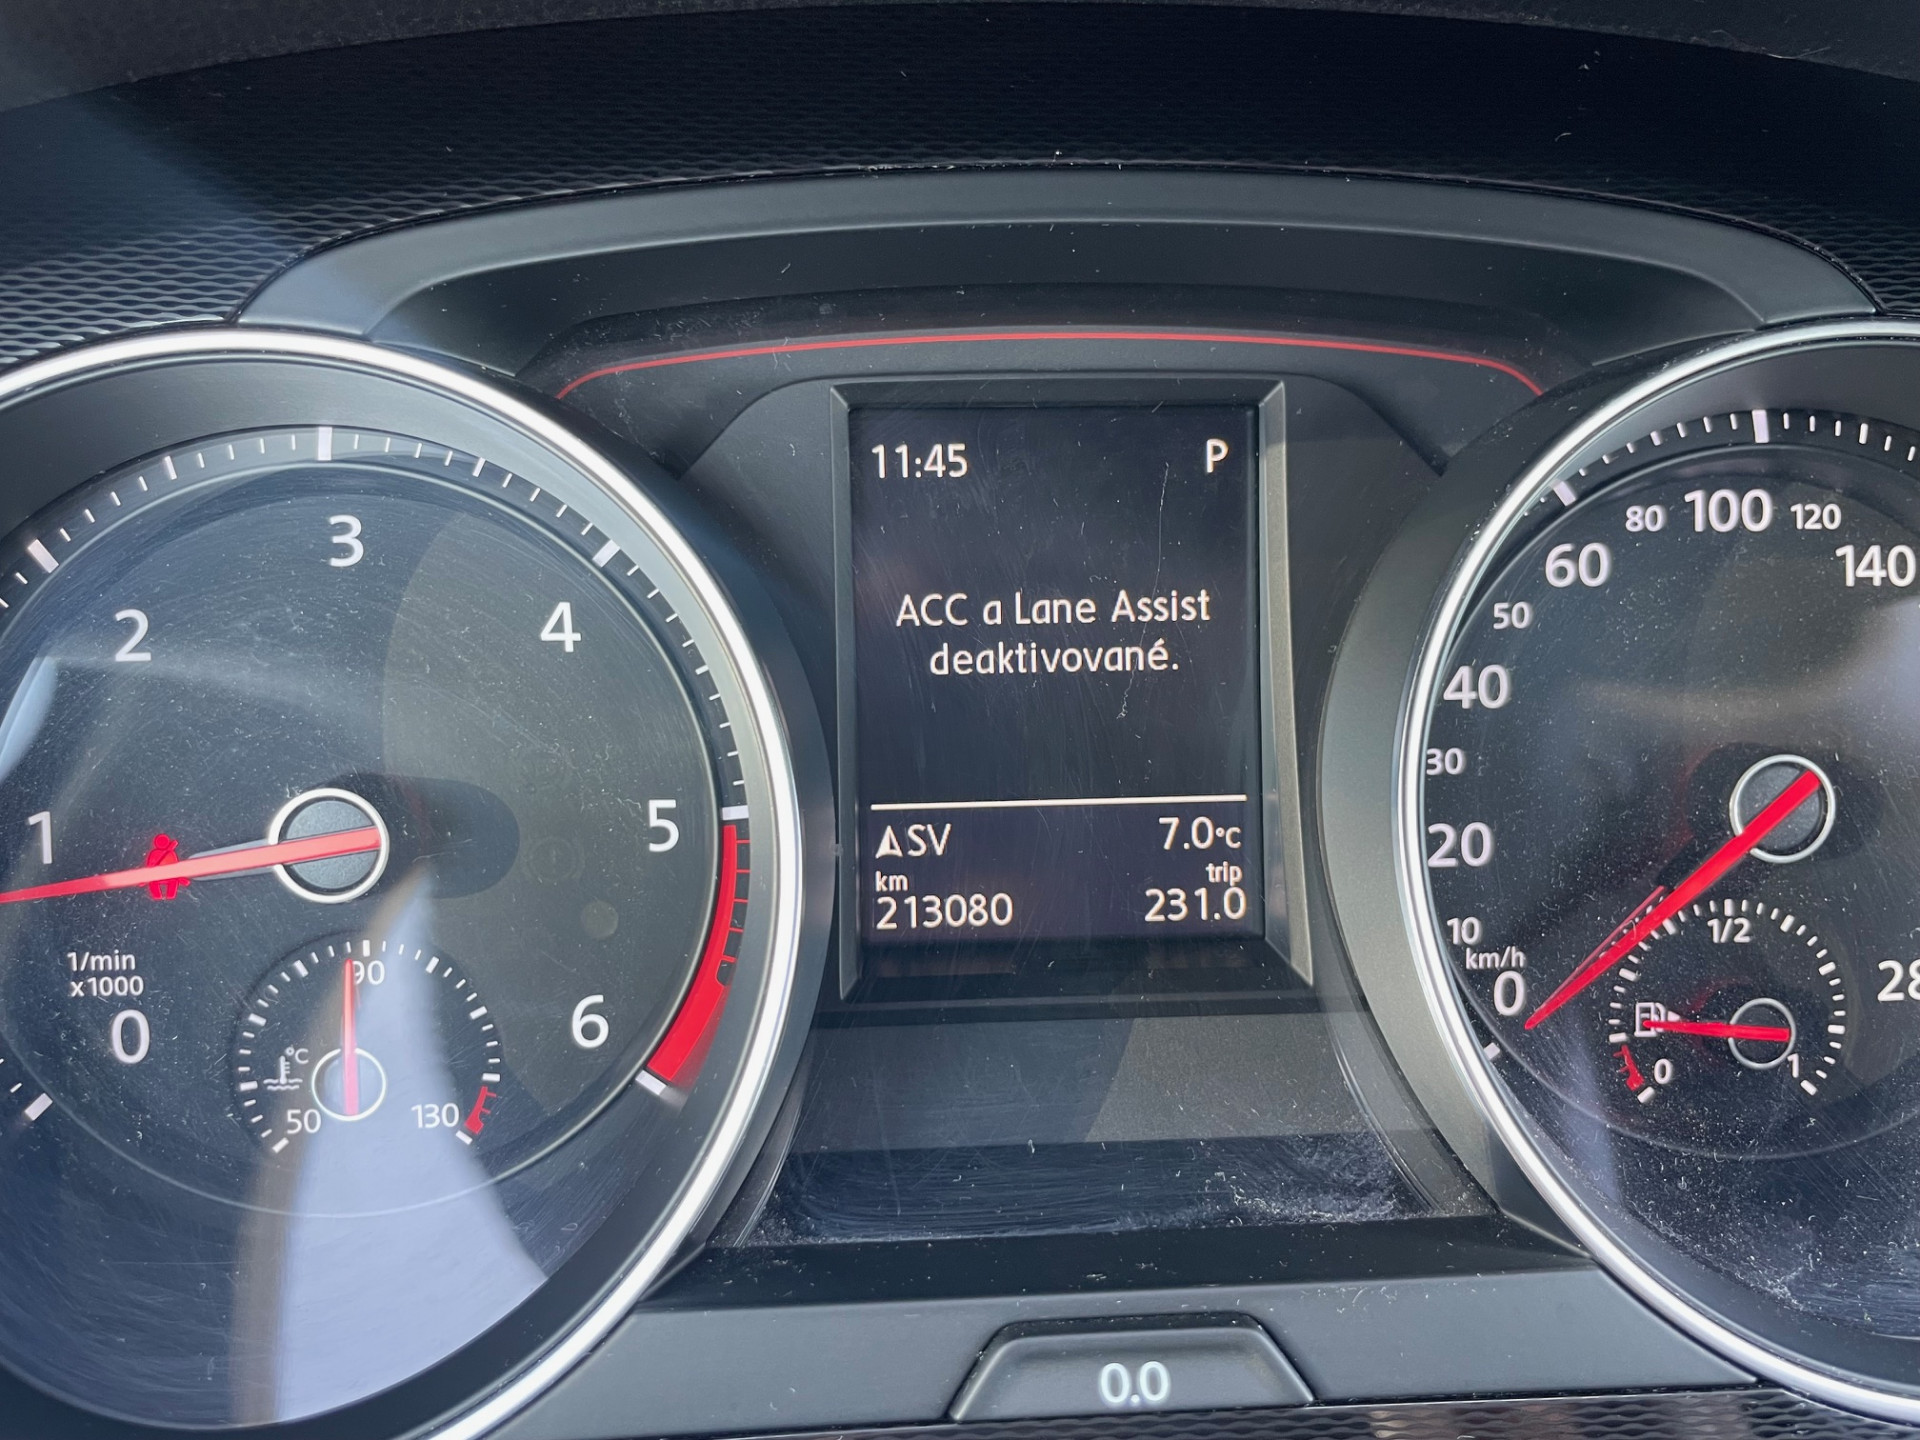 11:45 P
ACC a Lane Assist
deaktivované.
SV 7.0°C
km trip
213080 231.0
1 2 3 4 5 6
1/min
x1000
0
°C
50 90 130
0 10 20 30 40 50 60 80 100 120 140 28
km/h
0 1/2 1
0.0